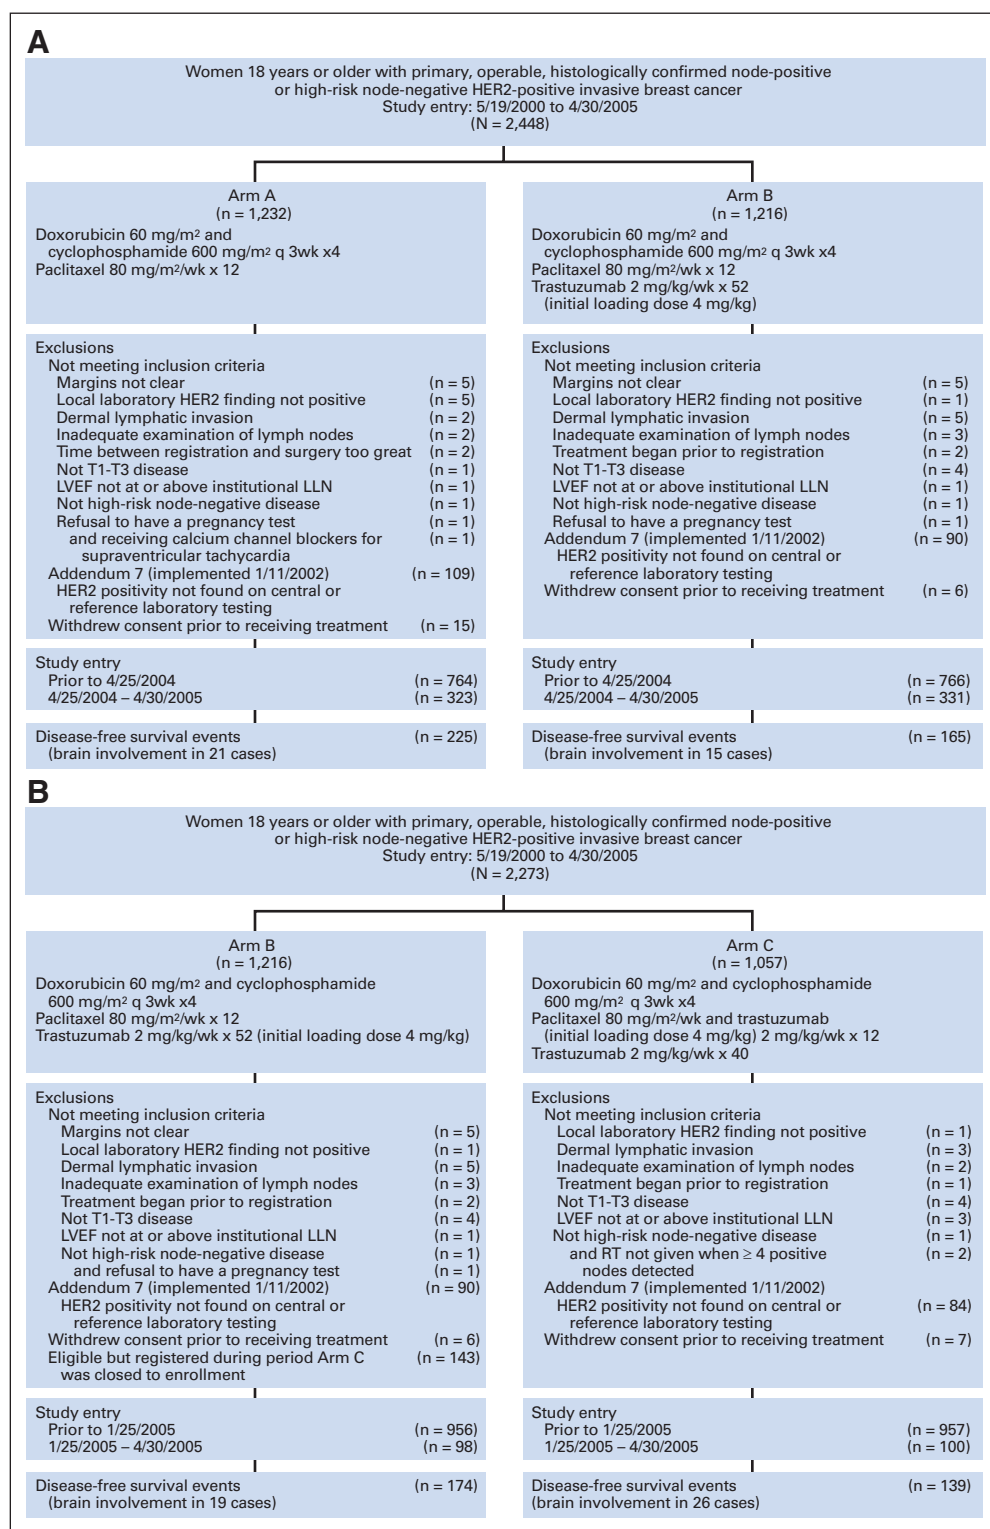 A
Women 18 years or older with primary, operable, histologically confirmed node-positive
or high-risk node-negative HER2-positive invasive breast cancer
Study entry: 5/19/2000 to 4/30/2005
(N = 2,448)
Arm A
(n = 1,232)
Doxorubicin 60 mg/m² and
cyclophosphamide 600 mg/m² q 3wk x4
Paclitaxel 80 mg/m²/wk x 12
Arm B
(n = 1,216)
Doxorubicin 60 mg/m² and
cyclophosphamide 600 mg/m² q 3wk x4
Paclitaxel 80 mg/m²/wk x 12
Trastuzumab 2 mg/kg/wk x 52
(initial loading dose 4 mg/kg)
Exclusions
Not meeting inclusion criteria
Margins not clear (n = 5)
Local laboratory HER2 finding not positive (n = 5)
Dermal lymphatic invasion (n = 2)
Inadequate examination of lymph nodes (n = 2)
Time between registration and surgery too great (n = 2)
Not T1-T3 disease (n = 1)
LVEF not at or above institutional LLN (n = 1)
Not high-risk node-negative disease (n = 1)
Refusal to have a pregnancy test (n = 1)
and receiving calcium channel blockers for (n = 1)
supraventricular tachycardia
Addendum 7 (implemented 1/11/2002) (n = 109)
HER2 positivity not found on central or
reference laboratory testing
Withdrew consent prior to receiving treatment (n = 15)
Exclusions
Not meeting inclusion criteria
Margins not clear (n = 5)
Local laboratory HER2 finding not positive (n = 1)
Dermal lymphatic invasion (n = 5)
Inadequate examination of lymph nodes (n = 3)
Treatment began prior to registration (n = 2)
Not T1-T3 disease (n = 4)
LVEF not at or above institutional LLN (n = 1)
Not high-risk node-negative disease (n = 1)
Refusal to have a pregnancy test (n = 1)
Addendum 7 (implemented 1/11/2002) (n = 90)
HER2 positivity not found on central or
reference laboratory testing
Withdrew consent prior to receiving treatment (n = 6)
Study entry
Prior to 4/25/2004 (n = 764)
4/25/2004 – 4/30/2005 (n = 323)
Study entry
Prior to 4/25/2004 (n = 766)
4/25/2004 – 4/30/2005 (n = 331)
Disease-free survival events (n = 225)
(brain involvement in 21 cases)
Disease-free survival events (n = 165)
(brain involvement in 15 cases)
B
Women 18 years or older with primary, operable, histologically confirmed node-positive
or high-risk node-negative HER2-positive invasive breast cancer
Study entry: 5/19/2000 to 4/30/2005
(N = 2,273)
Arm B
(n = 1,216)
Doxorubicin 60 mg/m² and cyclophosphamide
600 mg/m² q 3wk x4
Paclitaxel 80 mg/m²/wk x 12
Trastuzumab 2 mg/kg/wk x 52 (initial loading dose 4 mg/kg)
Arm C
(n = 1,057)
Doxorubicin 60 mg/m² and cyclophosphamide
600 mg/m² q 3wk x4
Paclitaxel 80 mg/m²/wk and trastuzumab
(initial loading dose 4 mg/kg) 2 mg/kg/wk x 12
Trastuzumab 2 mg/kg/wk x 40
Exclusions
Not meeting inclusion criteria
Margins not clear (n = 5)
Local laboratory HER2 finding not positive (n = 1)
Dermal lymphatic invasion (n = 5)
Inadequate examination of lymph nodes (n = 3)
Treatment began prior to registration (n = 2)
Not T1-T3 disease (n = 4)
LVEF not at or above institutional LLN (n = 1)
Not high-risk node-negative disease (n = 1)
and refusal to have a pregnancy test (n = 1)
Addendum 7 (implemented 1/11/2002) (n = 90)
HER2 positivity not found on central or
reference laboratory testing
Withdrew consent prior to receiving treatment (n = 6)
Eligible but registered during period Arm C (n = 143)
was closed to enrollment
Exclusions
Not meeting inclusion criteria
Local laboratory HER2 finding not positive (n = 1)
Dermal lymphatic invasion (n = 3)
Inadequate examination of lymph nodes (n = 2)
Treatment began prior to registration (n = 1)
Not T1-T3 disease (n = 4)
LVEF not at or above institutional LLN (n = 3)
Not high-risk node-negative disease (n = 1)
and RT not given when ≥ 4 positive (n = 2)
nodes detected
Addendum 7 (implemented 1/11/2002)
HER2 positivity not found on central or (n = 84)
reference laboratory testing
Withdrew consent prior to receiving treatment (n = 7)
Study entry
Prior to 1/25/2005 (n = 956)
1/25/2005 – 4/30/2005 (n = 98)
Study entry
Prior to 1/25/2005 (n = 957)
1/25/2005 – 4/30/2005 (n = 100)
Disease-free survival events (n = 174)
(brain involvement in 19 cases)
Disease-free survival events (n = 139)
(brain involvement in 26 cases)